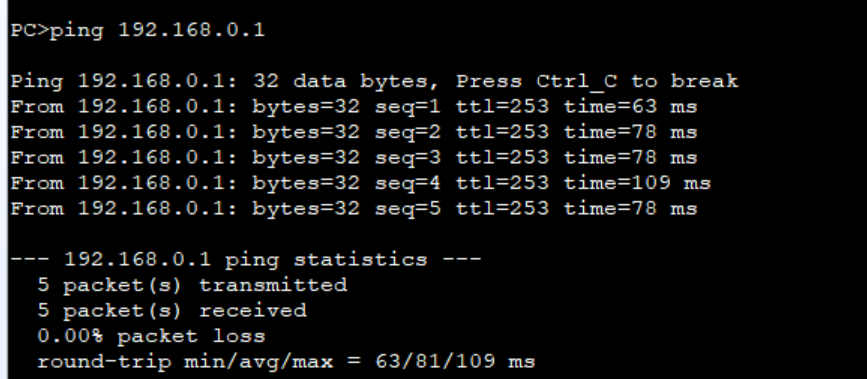 PC>ping 192.168.0.1
Ping 192.168.0.1: 32 data bytes, Press Ctrl_C to break
From 192.168.0.1: bytes=32 seq=1 ttl=253 time=63 ms
From 192.168.0.1: bytes=32 seq=2 ttl=253 time=78 ms
From 192.168.0.1: bytes=32 seq=3 ttl=253 time=78 ms
From 192.168.0.1: bytes=32 seq=4 ttl=253 time=109 ms
From 192.168.0.1: bytes=32 seq=5 ttl=253 time=78 ms
--- 192.168.0.1 ping statistics ---
5 packet(s) transmitted
5 packet(s) received
0.00% packet loss
round-trip min/avg/max = 63/81/109 ms